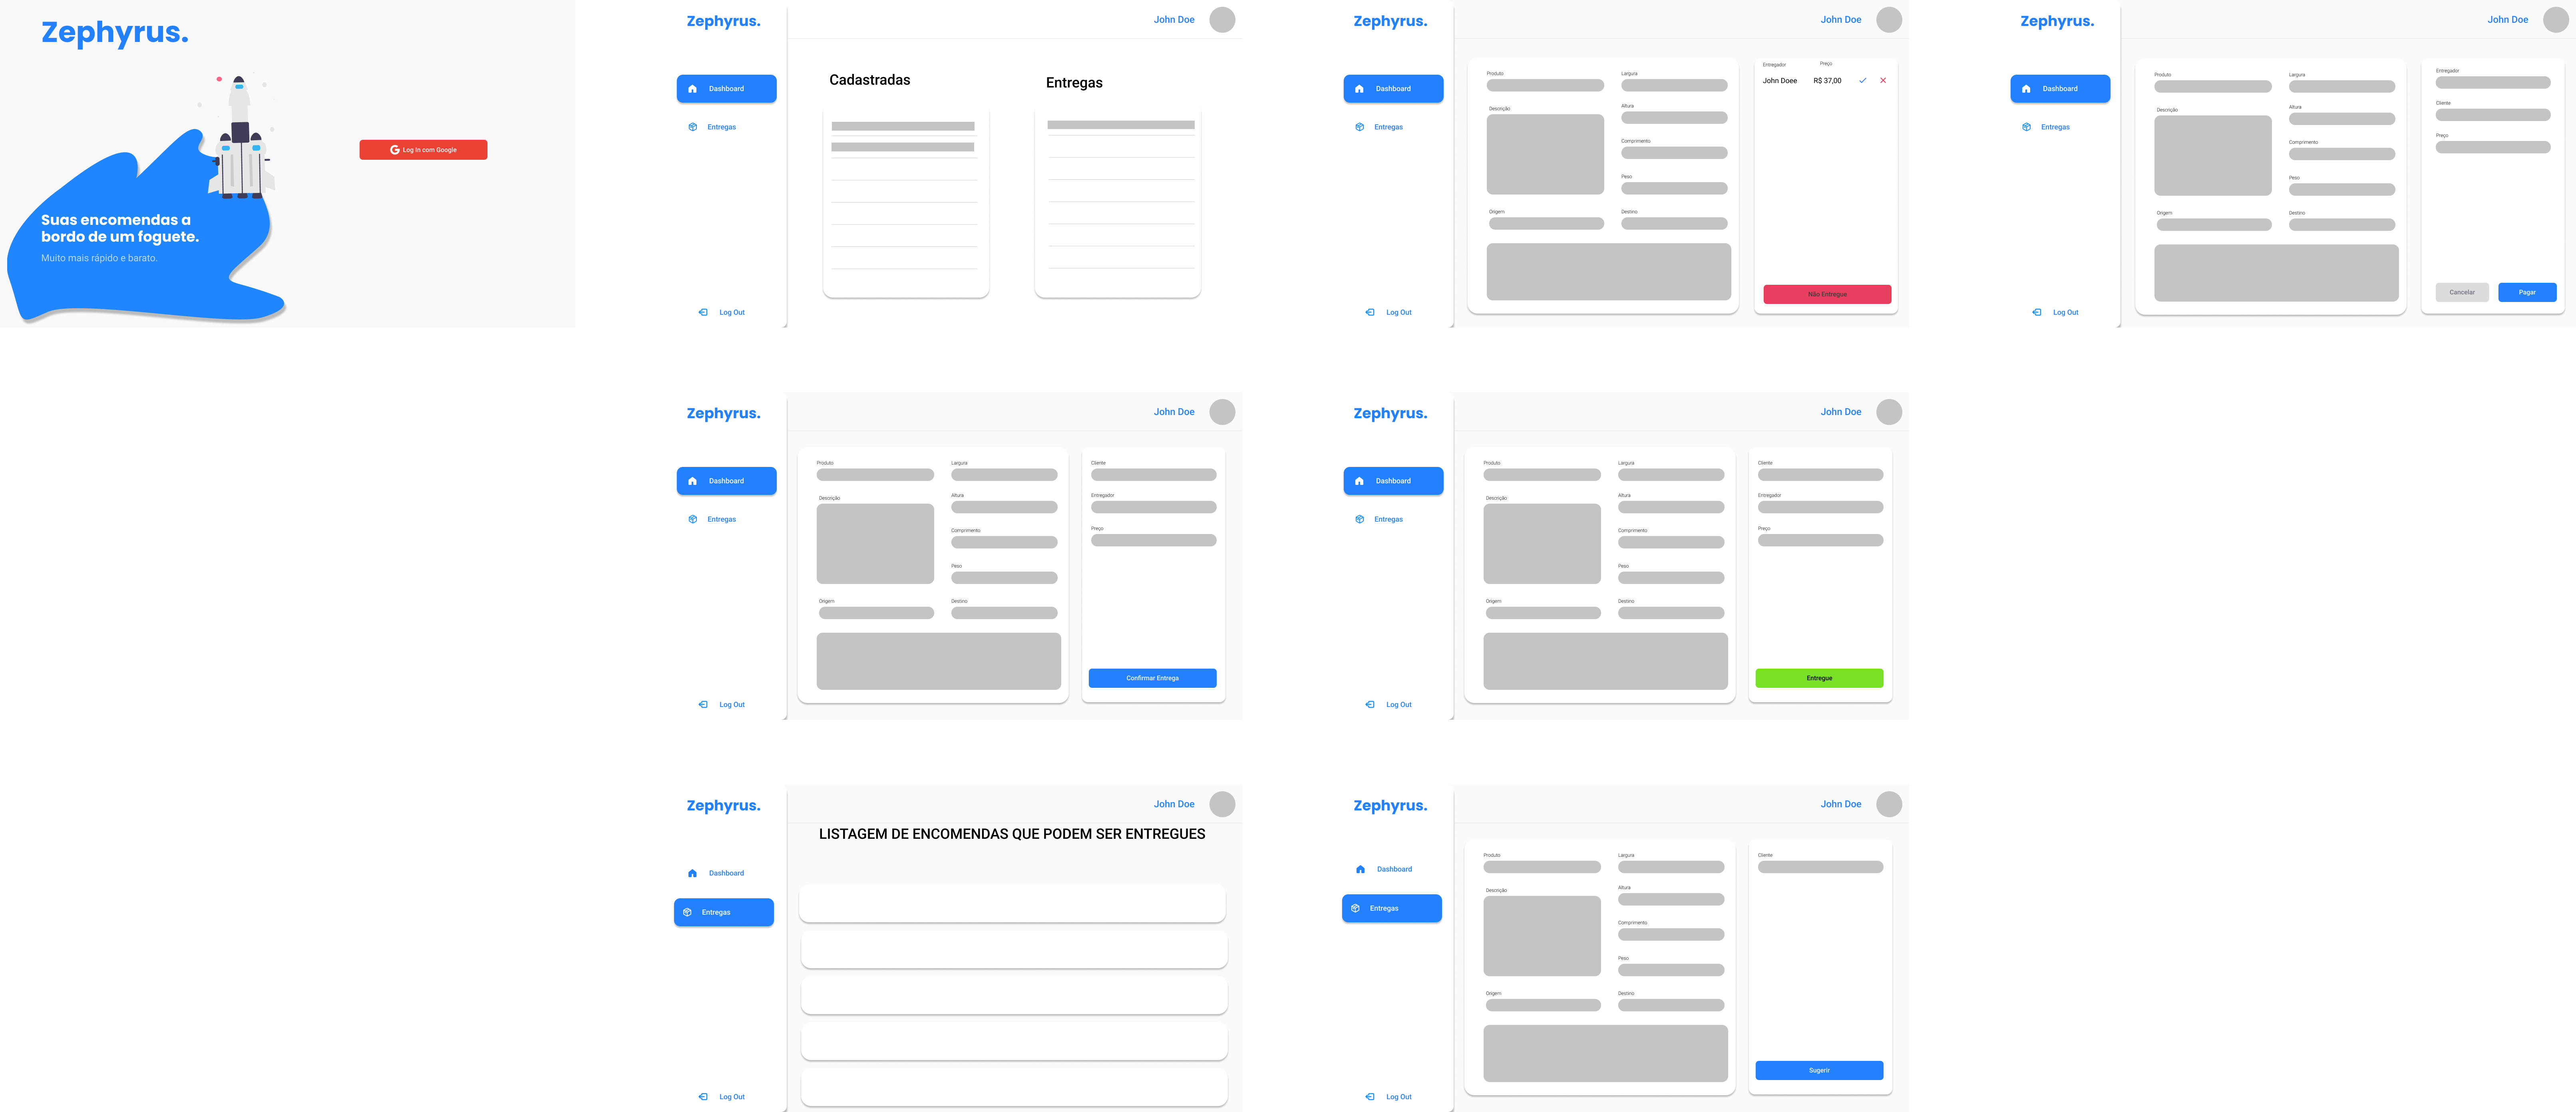 Zephyrus.
Log in com Google
Suas encomendas a
bordo de um foguete.
Muito mais rápido e barato.
Zephyrus.
John Doe
Dashboard
Entregas
Log Out
Cadastradas
Entregas
Zephyrus.
John Doe
Dashboard
Entregas
Log Out
Produto
Largura
Descrição
Altura
Comprimento
Peso
Origem
Destino
Entregador
Preço
John Doee
R$ 37,00
Não Entregue
Zephyrus.
John Doe
Dashboard
Entregas
Log Out
Produto
Largura
Descrição
Altura
Comprimento
Peso
Origem
Destino
Entregador
Cliente
Preço
Cancelar
Pagar
Zephyrus.
John Doe
Dashboard
Entregas
Log Out
Produto
Largura
Descrição
Altura
Comprimento
Peso
Origem
Destino
Cliente
Entregador
Preço
Confirmar Entrega
Zephyrus.
John Doe
Dashboard
Entregas
Log Out
Produto
Largura
Descrição
Altura
Comprimento
Peso
Origem
Destino
Cliente
Entregador
Preço
Entregue
Zephyrus.
John Doe
Dashboard
Entregas
Log Out
LISTAGEM DE ENCOMENDAS QUE PODEM SER ENTREGUES
Zephyrus.
John Doe
Dashboard
Entregas
Log Out
Produto
Largura
Descrição
Altura
Comprimento
Peso
Origem
Destino
Cliente
Sugerir